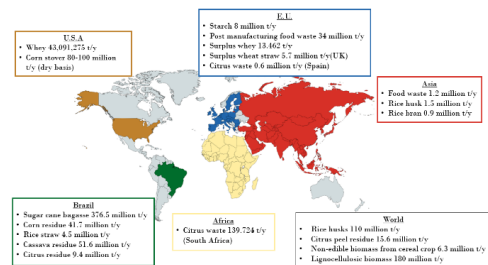 U.S.A
• Whey 43,091,275 t/y
• Corn stover 80-100 million
t/y (dry basis)
E.U.
• Starch 8 million t/y
• Post manufacturing food waste 34 million t/y
• Surplus whey 13.462 t/y
• Surplus wheat straw 5.7 million t/y(UK)
• Citrus waste 0.6 million t/y (Spain)
Asia
• Food waste 1.2 million t/y
• Rice husk 1.5 million t/y
• Rice bran 0.9 million t/y
Brazil
• Sugar cane bagasse 376.5 million t/y
• Corn residue 41.7 million t/y
• Rice straw 4.5 million t/y
• Cassava residue 51.6 million t/y
• Citrus residue 9.4 million t/y
Africa
• Citrus waste 139.724 t/y
(South Africa)
World
• Rice husks 110 million t/y
• Citrus peel residue 15.6 million t/y
• Non-edible biomass from cereal crop 6.3 million t/y
• Lignocellulosic biomass 180 million t/y